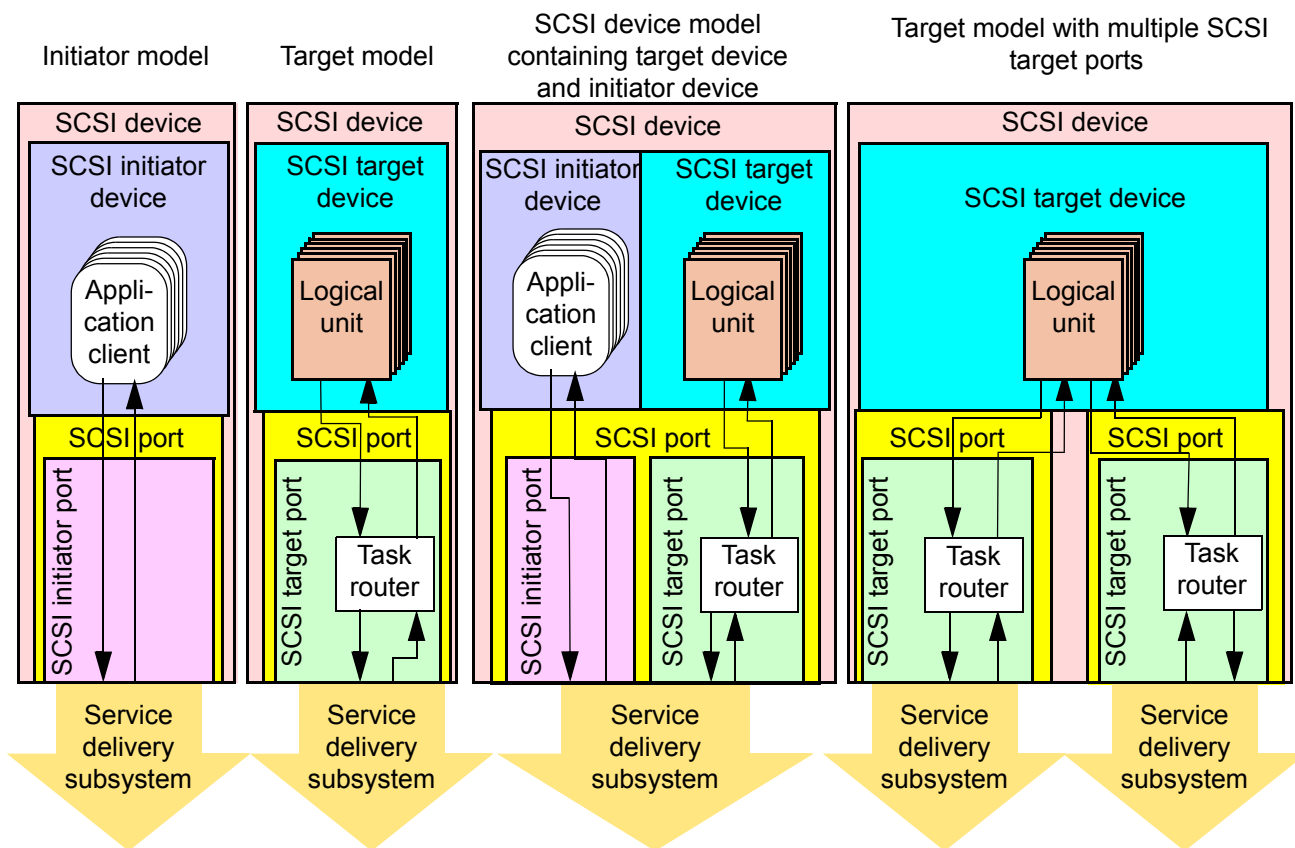 Initiator model
SCSI device
SCSI initiator
device
Appli-
cation
client
SCSI port
SCSI initiator port
Service
delivery
subsystem
Target model
SCSI device
SCSI target
device
Logical
unit
SCSI port
SCSI target port
Task
router
Service
delivery
subsystem
SCSI device model
containing target device
and initiator device
SCSI device
SCSI initiator
device
Appli-
cation
client
SCSI target
device
Logical
unit
SCSI port
SCSI initiator port
SCSI target port
Task
router
Service
delivery
subsystem
Target model with multiple SCSI
target ports
SCSI device
SCSI target device
Logical
unit
SCSI port
SCSI target port
Task
router
Service
delivery
subsystem
SCSI port
SCSI target port
Task
router
Service
delivery
subsystem